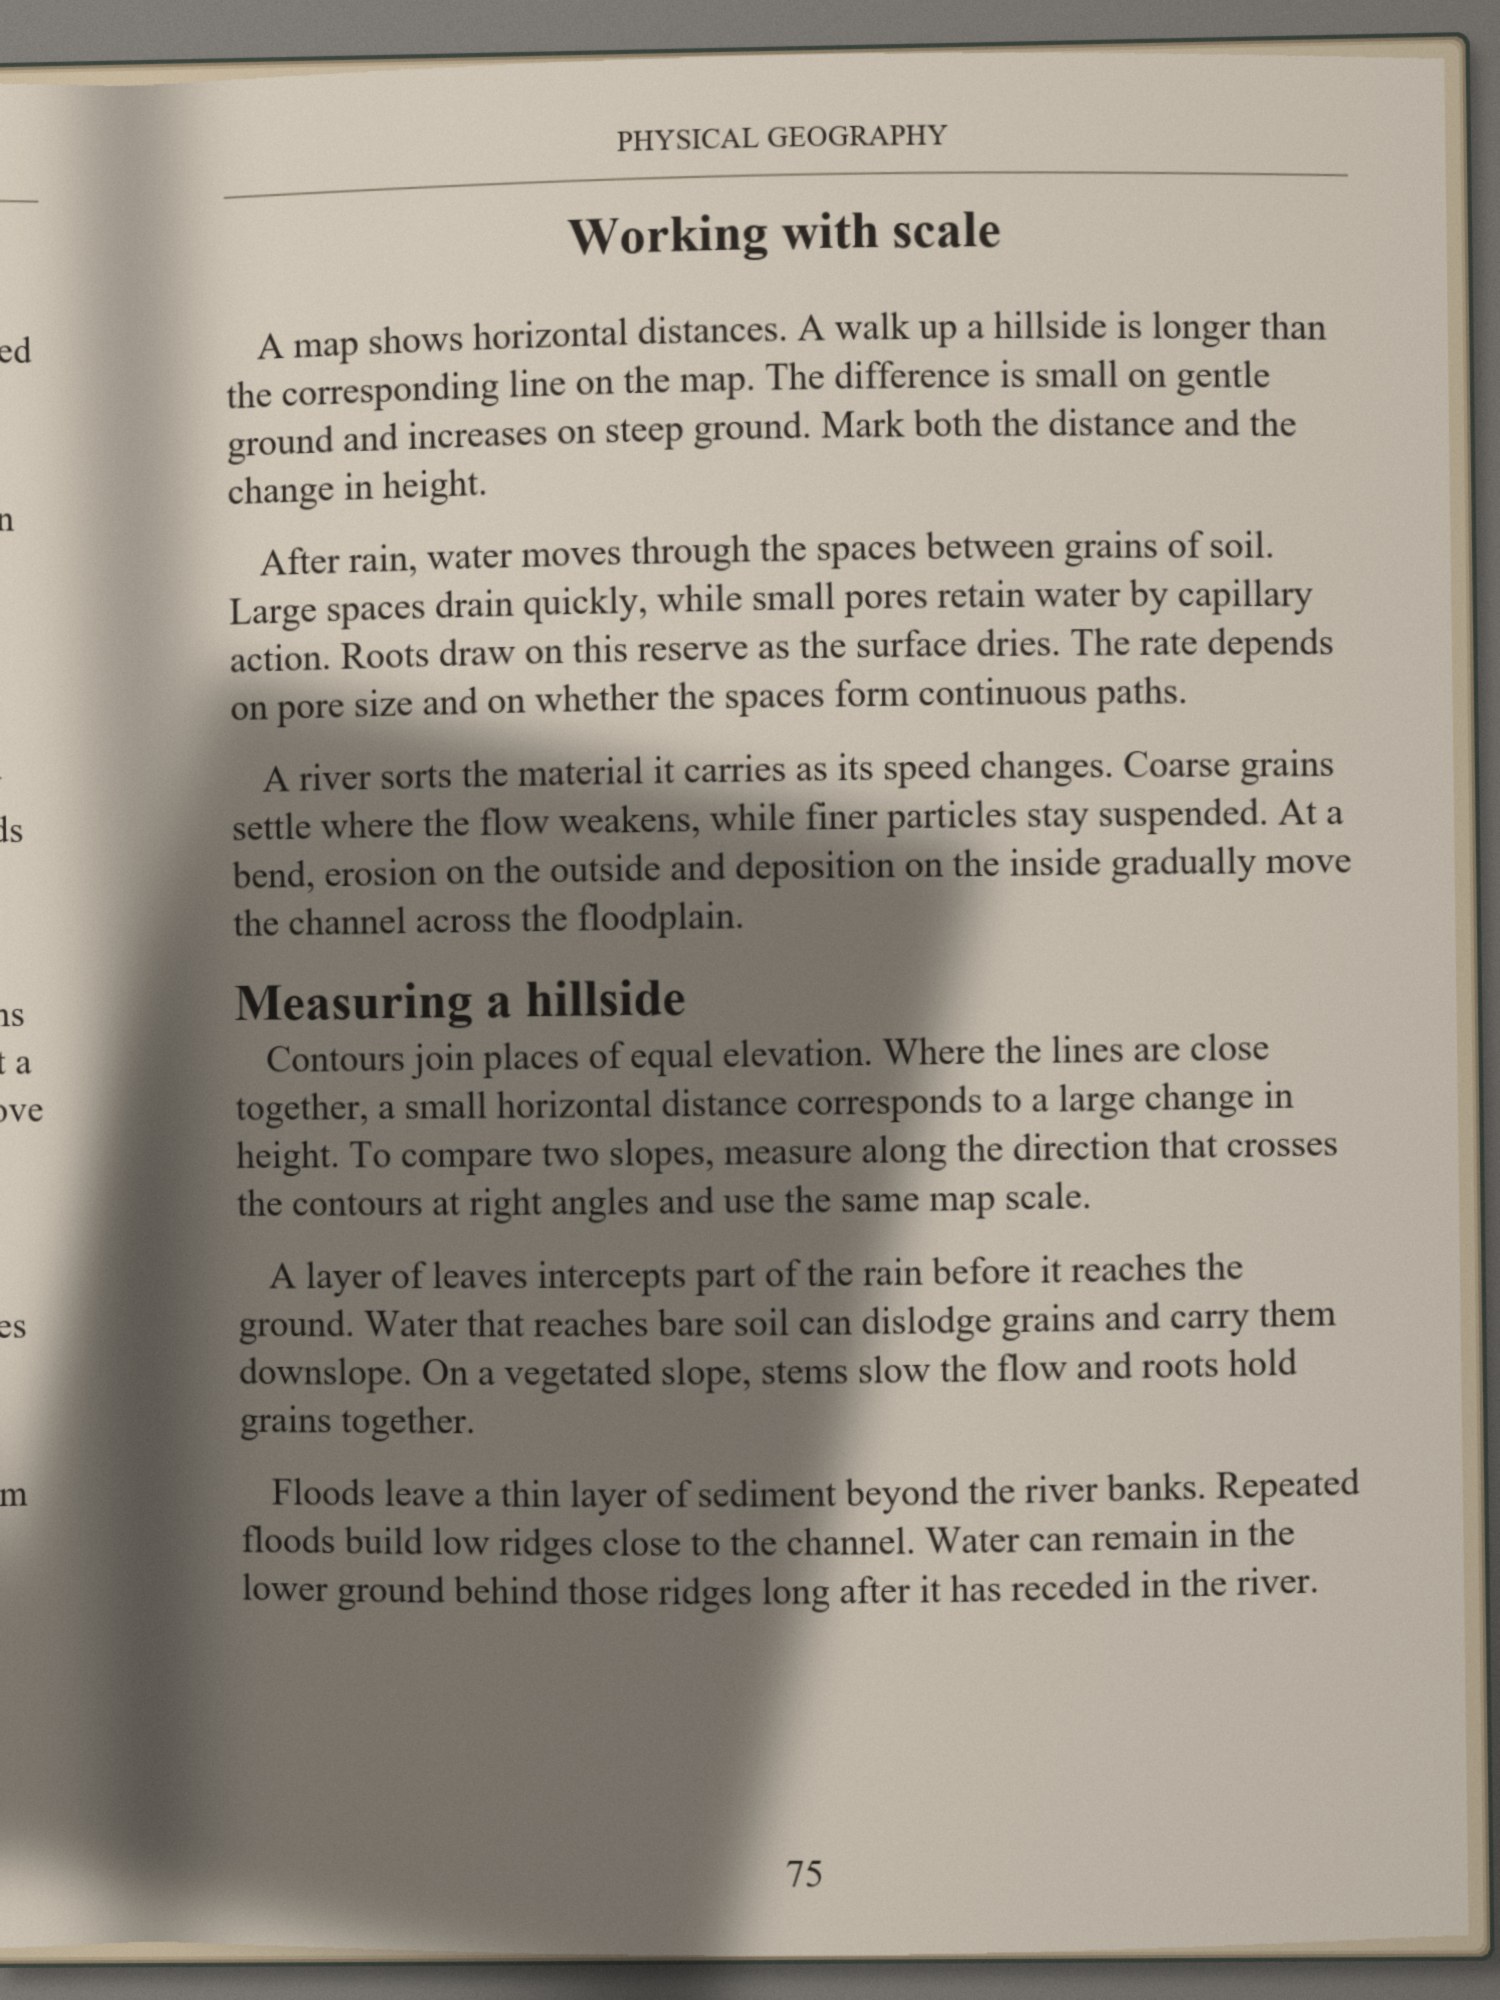 PHYSICAL GEOGRAPHY
Working with scale
A map shows horizontal distances. A walk up a hillside is longer than
the corresponding line on the map. The difference is small on gentle
ground and increases on steep ground. Mark both the distance and the
change in height.
After rain, water moves through the spaces between grains of soil.
Large spaces drain quickly, while small pores retain water by capillary
action. Roots draw on this reserve as the surface dries. The rate depends
on pore size and on whether the spaces form continuous paths.
A river sorts the material it carries as its speed changes. Coarse grains
settle where the flow weakens, while finer particles stay suspended. At a
bend, erosion on the outside and deposition on the inside gradually move
the channel across the floodplain.
Measuring a hillside
Contours join places of equal elevation. Where the lines are close
together, a small horizontal distance corresponds to a large change in
height. To compare two slopes, measure along the direction that crosses
the contours at right angles and use the same map scale.
A layer of leaves intercepts part of the rain before it reaches the
ground. Water that reaches bare soil can dislodge grains and carry them
downslope. On a vegetated slope, stems slow the flow and roots hold
grains together.
Floods leave a thin layer of sediment beyond the river banks. Repeated
floods build low ridges close to the channel. Water can remain in the
lower ground behind those ridges long after it has receded in the river.
75